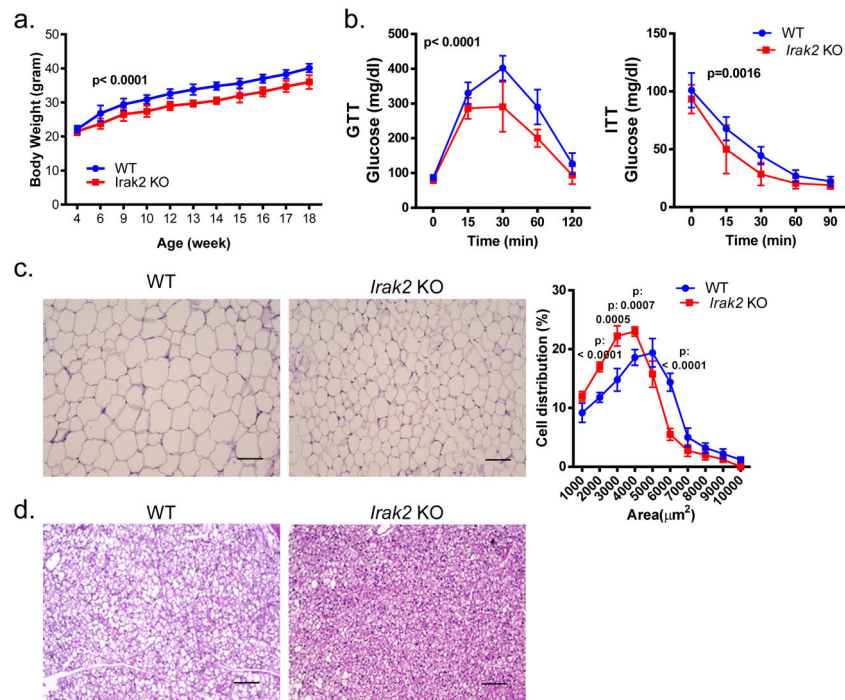 a.
Body Weight (gram)
50
40
30
20
10
0
p< 0.0001
WT
Irak2 KO
4 6 9 10 12 13 14 15 16 17 18
Age (week)
b.
GTT
Glucose (mg/dl)
500
400
300
200
100
0
p< 0.0001
0 15 30 60 120
Time (min)
WT
Irak2 KO
ITT
Glucose (mg/dl)
150
100
50
0
p=0.0016
0 15 30 60 90
Time (min)
WT
Irak2 KO
c.
WT
Irak2 KO
Cell distribution (%)
30
20
10
0
WT
Irak2 KO
p:
0.0007
p:
0.0005
p:
< 0.0001
p:
< 0.0001
1000 2000 3000 4000 5000 6000 7000 8000 9000 10000
Area(μm²)
d.
WT
Irak2 KO